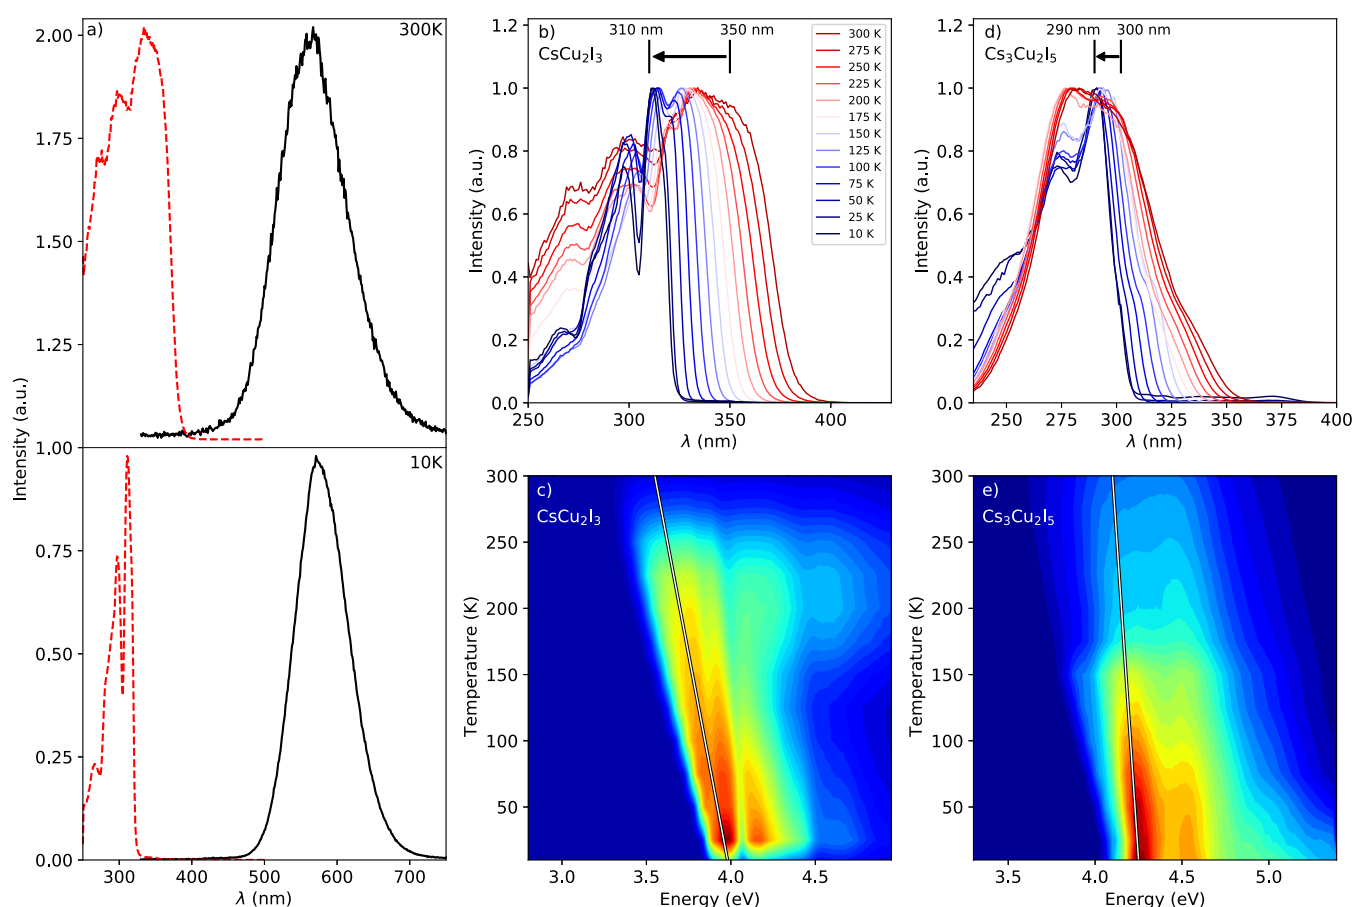 a)
300K
2.00
1.75
1.50
1.25
1.00
10K
0.75
0.50
0.25
0.00
Intensity (a.u.)
300 400 500 600 700
λ (nm)
b)
310 nm
350 nm
CsCu₂I₃
300 K
275 K
250 K
225 K
200 K
175 K
150 K
125 K
100 K
75 K
50 K
25 K
10 K
1.2
1.0
0.8
0.6
0.4
0.2
0.0
Intensity (a.u.)
250 300 350 400
λ (nm)
d)
290 nm
300 nm
Cs₃Cu₂I₅
1.2
1.0
0.8
0.6
0.4
0.2
0.0
Intensity (a.u.)
250 275 300 325 350 375 400
λ (nm)
c)
CsCu₂I₃
300
250
200
150
100
50
Temperature (K)
3.0 3.5 4.0 4.5
Energy (eV)
e)
Cs₃Cu₂I₅
300
250
200
150
100
50
Temperature (K)
3.5 4.0 4.5 5.0
Energy (eV)